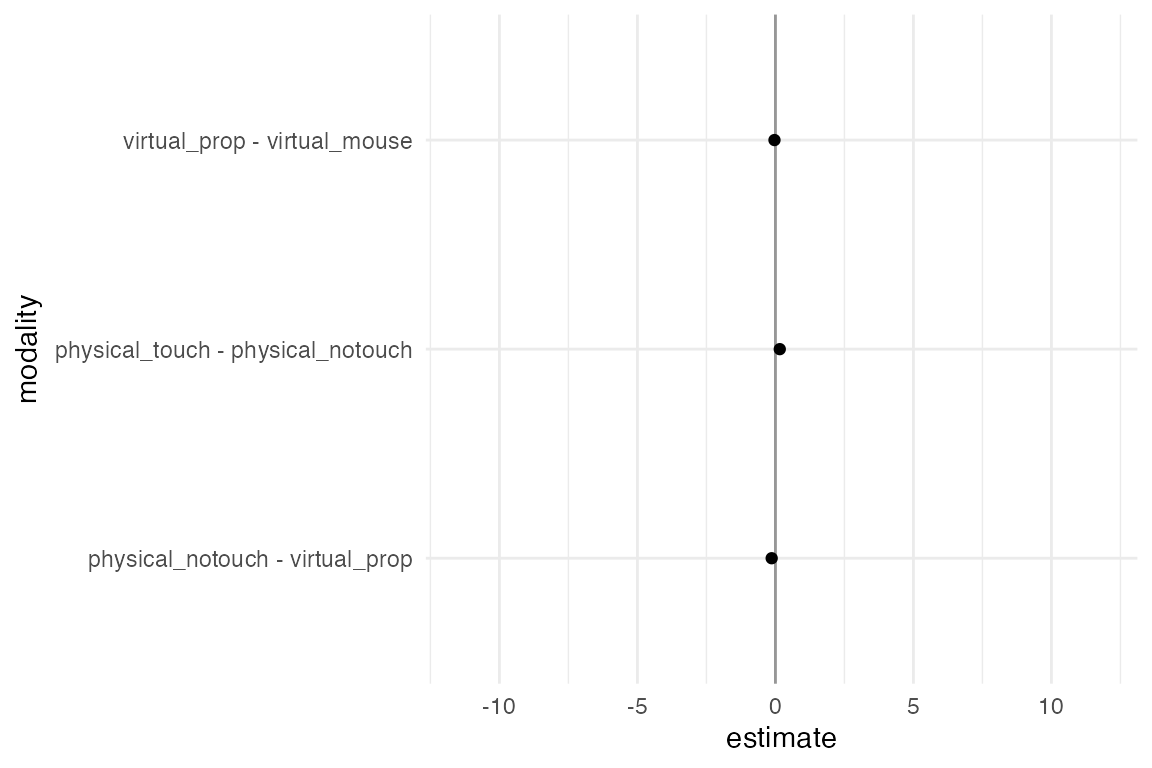 modality
virtual_prop - virtual_mouse
physical_touch - physical_notouch
physical_notouch - virtual_prop
-10 -5 0 5 10
estimate